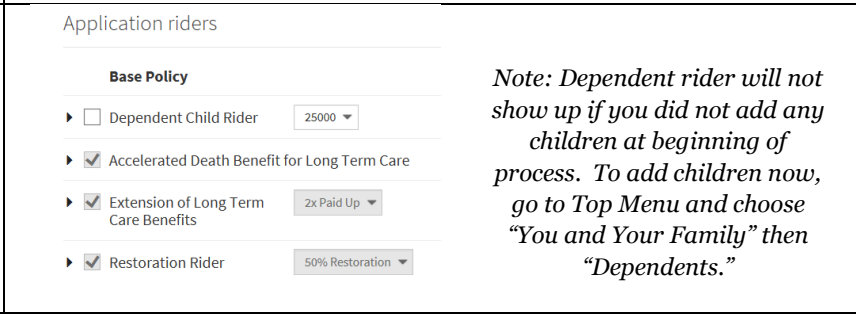 Application riders
Base Policy
Dependent Child Rider 25000
Accelerated Death Benefit for Long Term Care
Extension of Long Term 2x Paid Up
Care Benefits
Restoration Rider 50% Restoration
Note: Dependent rider will not
show up if you did not add any
children at beginning of
process. To add children now,
go to Top Menu and choose
“You and Your Family” then
“Dependents.”